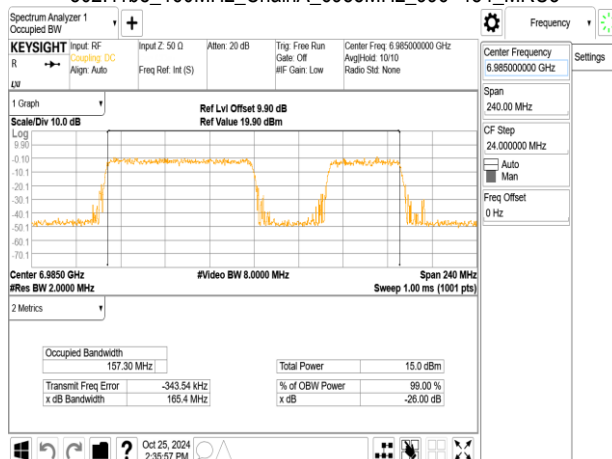 Spectrum Analyzer 1
Occupied BW
Frequency
KEYSIGHT
R
LXI
Input: RF
Coupling: DC
Align: Auto
Input Z: 50 Ω
Freq Ref: Int (S)
Atten: 20 dB
Trig: Free Run
Gate: Off
#IF Gain: Low
Center Freq: 6.985000000 GHz
Avg|Hold: 10/10
Radio Std: None
Center Frequency
6.985000000 GHz
Settings
Span
240.00 MHz
CF Step
24.000000 MHz
Auto
Man
Freq Offset
0 Hz
1 Graph
Scale/Div 10.0 dB
Ref Lvl Offset 9.90 dB
Ref Value 19.90 dBm
Log
9.90
-0.10
-10.1
-20.1
-30.1
-40.1
-50.1
-60.1
-70.1
Center 6.9850 GHz
#Res BW 2.0000 MHz
#Video BW 8.0000 MHz
Span 240 MHz
Sweep 1.00 ms (1001 pts)
2 Metrics
Occupied Bandwidth
157.30 MHz
Total Power 15.0 dBm
Transmit Freq Error -343.54 kHz
% of OBW Power 99.00 %
x dB Bandwidth 165.4 MHz
x dB -26.00 dB
?
Oct 25, 2024
2:35:57 PM